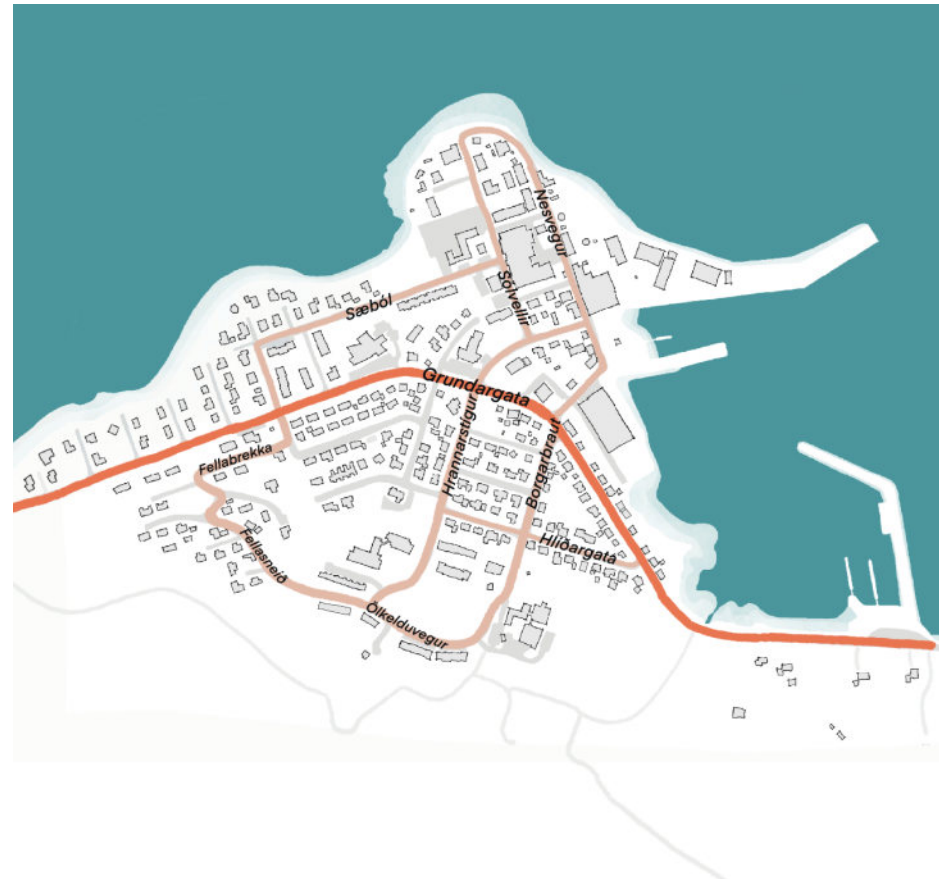 Nesvegur
Sólvellir
Sæból
Grundargata
Hrannarstígur
Borgarbraut
Fellabrekka
Hlíðargata
Fellasneið
Ölkelduvegur